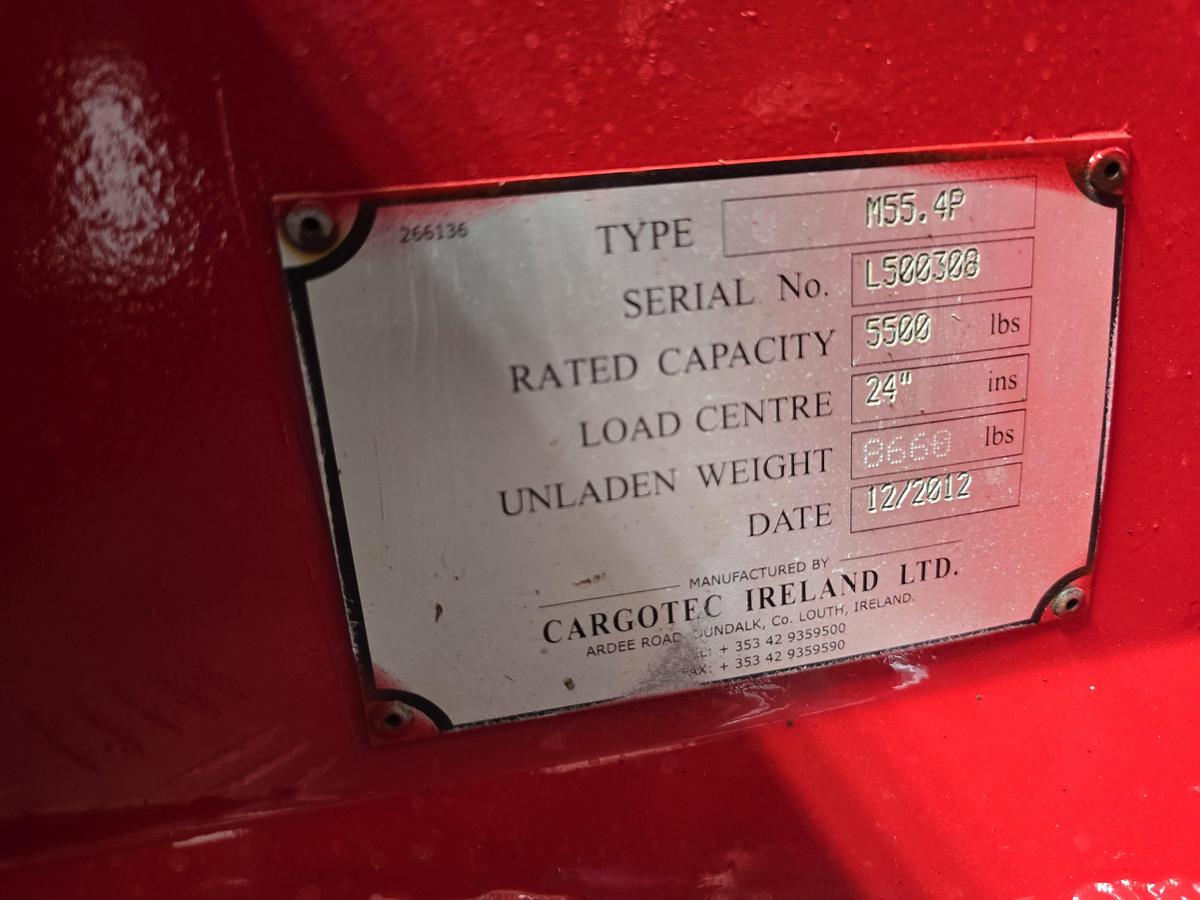 266136
TYPE M55.4P
SERIAL No. L500308
RATED CAPACITY 5500 lbs
LOAD CENTRE 24" ins
UNLADEN WEIGHT 8660 lbs
DATE 12/2012
MANUFACTURED BY
CARGOTEC IRELAND LTD.
ARDEE ROAD, Co. LOUTH, IRELAND.
+ 353 42 9359500
+ 353 42 9359590